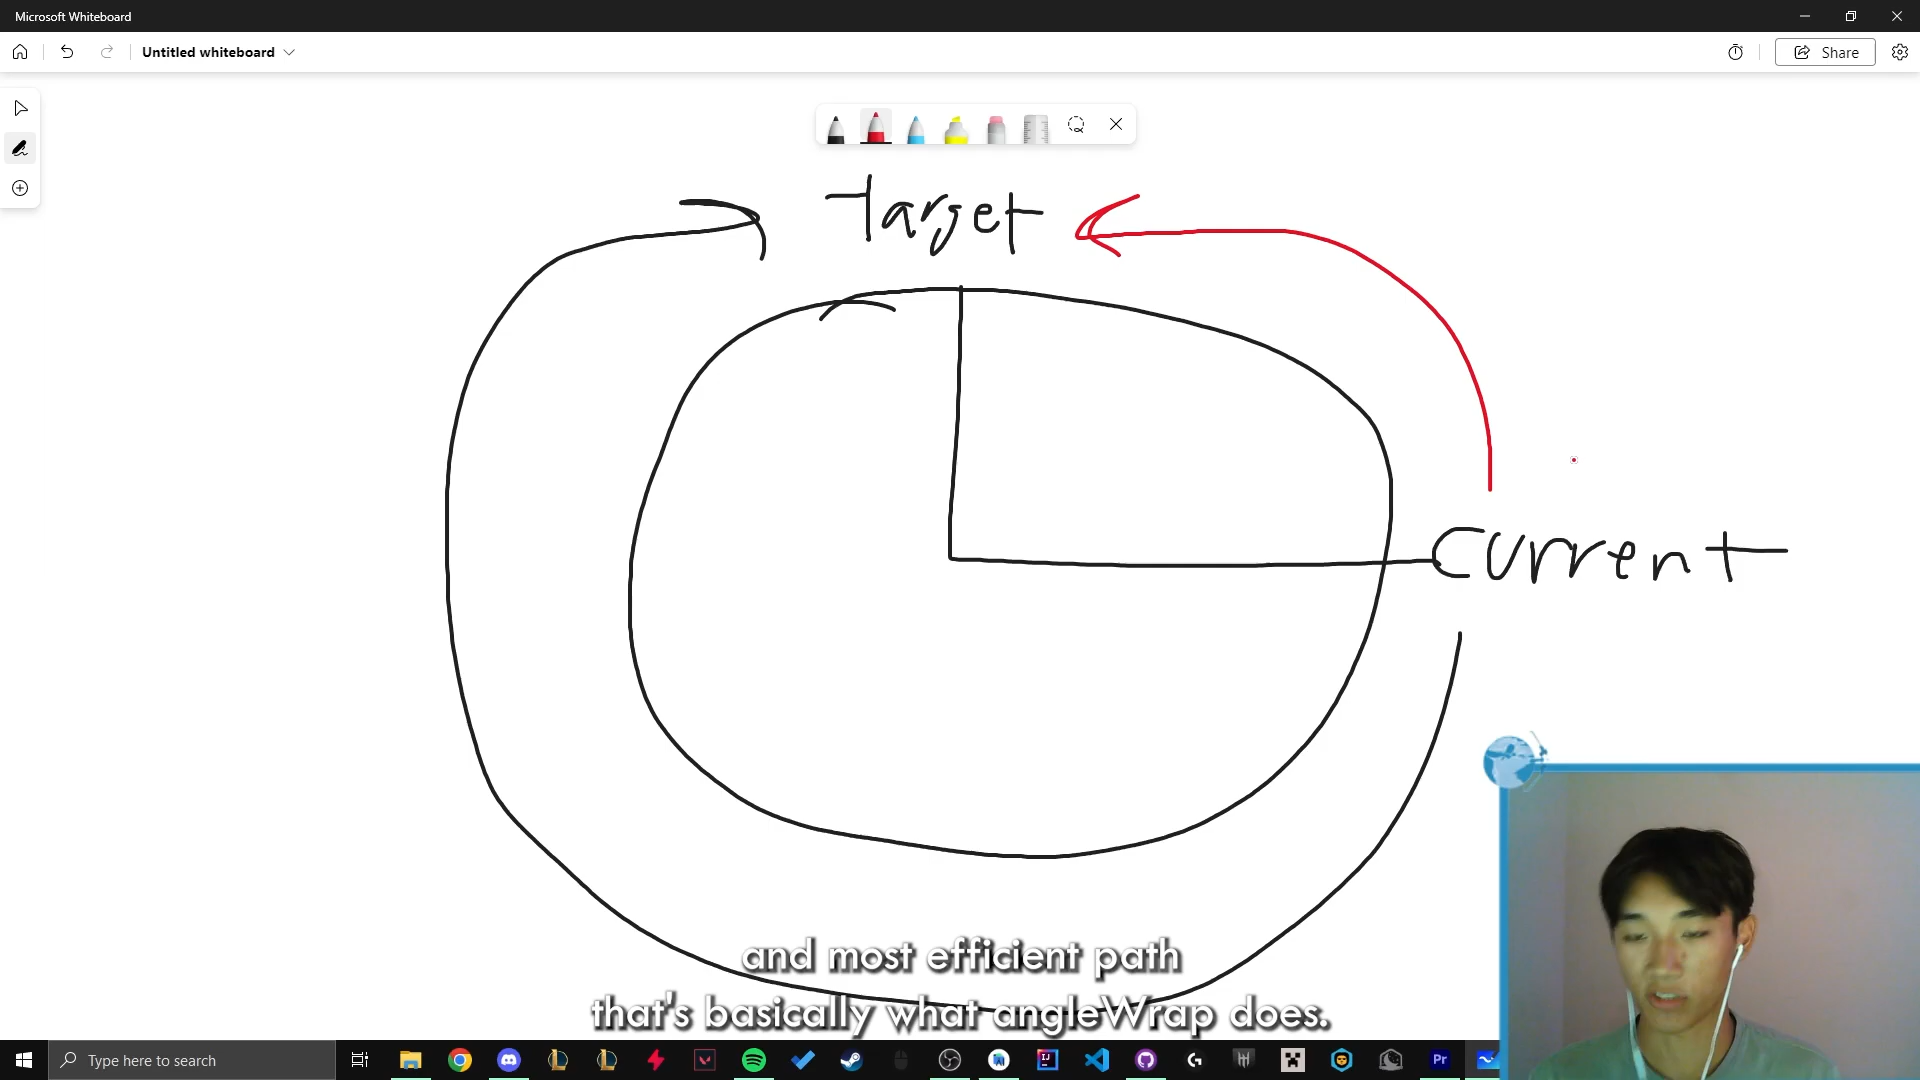 Microsoft Whiteboard
Untitled whiteboard
Share
Target
Current
and most efficient path
that's basically what angleWrap does.
Type here to search